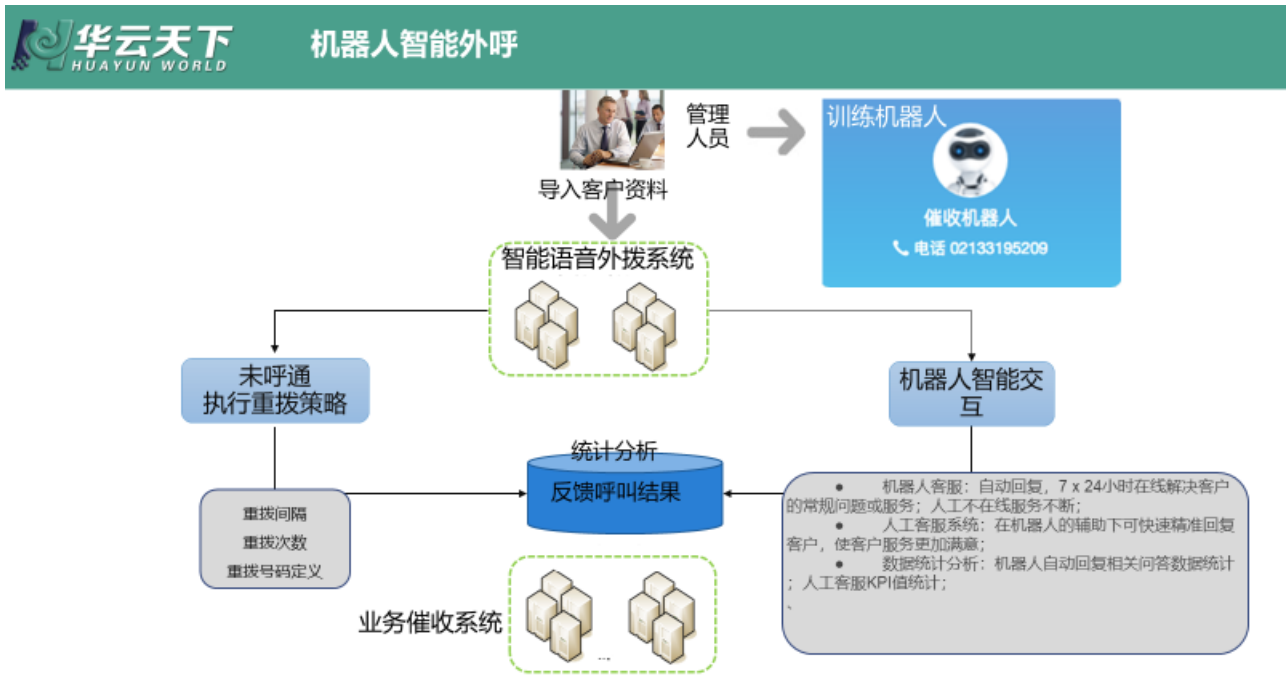 华云天下
HUAYUN WORLD
机器人智能外呼
管理
人员
训练机器人
催收机器人
电话 02133195209
导入客户资料
智能语音外拨系统
未呼通
执行重拨策略
机器人智能交
互
统计分析
反馈呼叫结果
重拨间隔
重拨次数
重拨号码定义
● 机器人客服：自动回复，7 x 24小时在线解决客户
的常规问题或服务；人工不在线服务不断；
● 人工客服系统：在机器人的辅助下可快速精准回复
客户，使客户服务更加满意；
● 数据统计分析：机器人自动回复相关问答数据统计
；人工客服KPI值统计；
、
业务催收系统